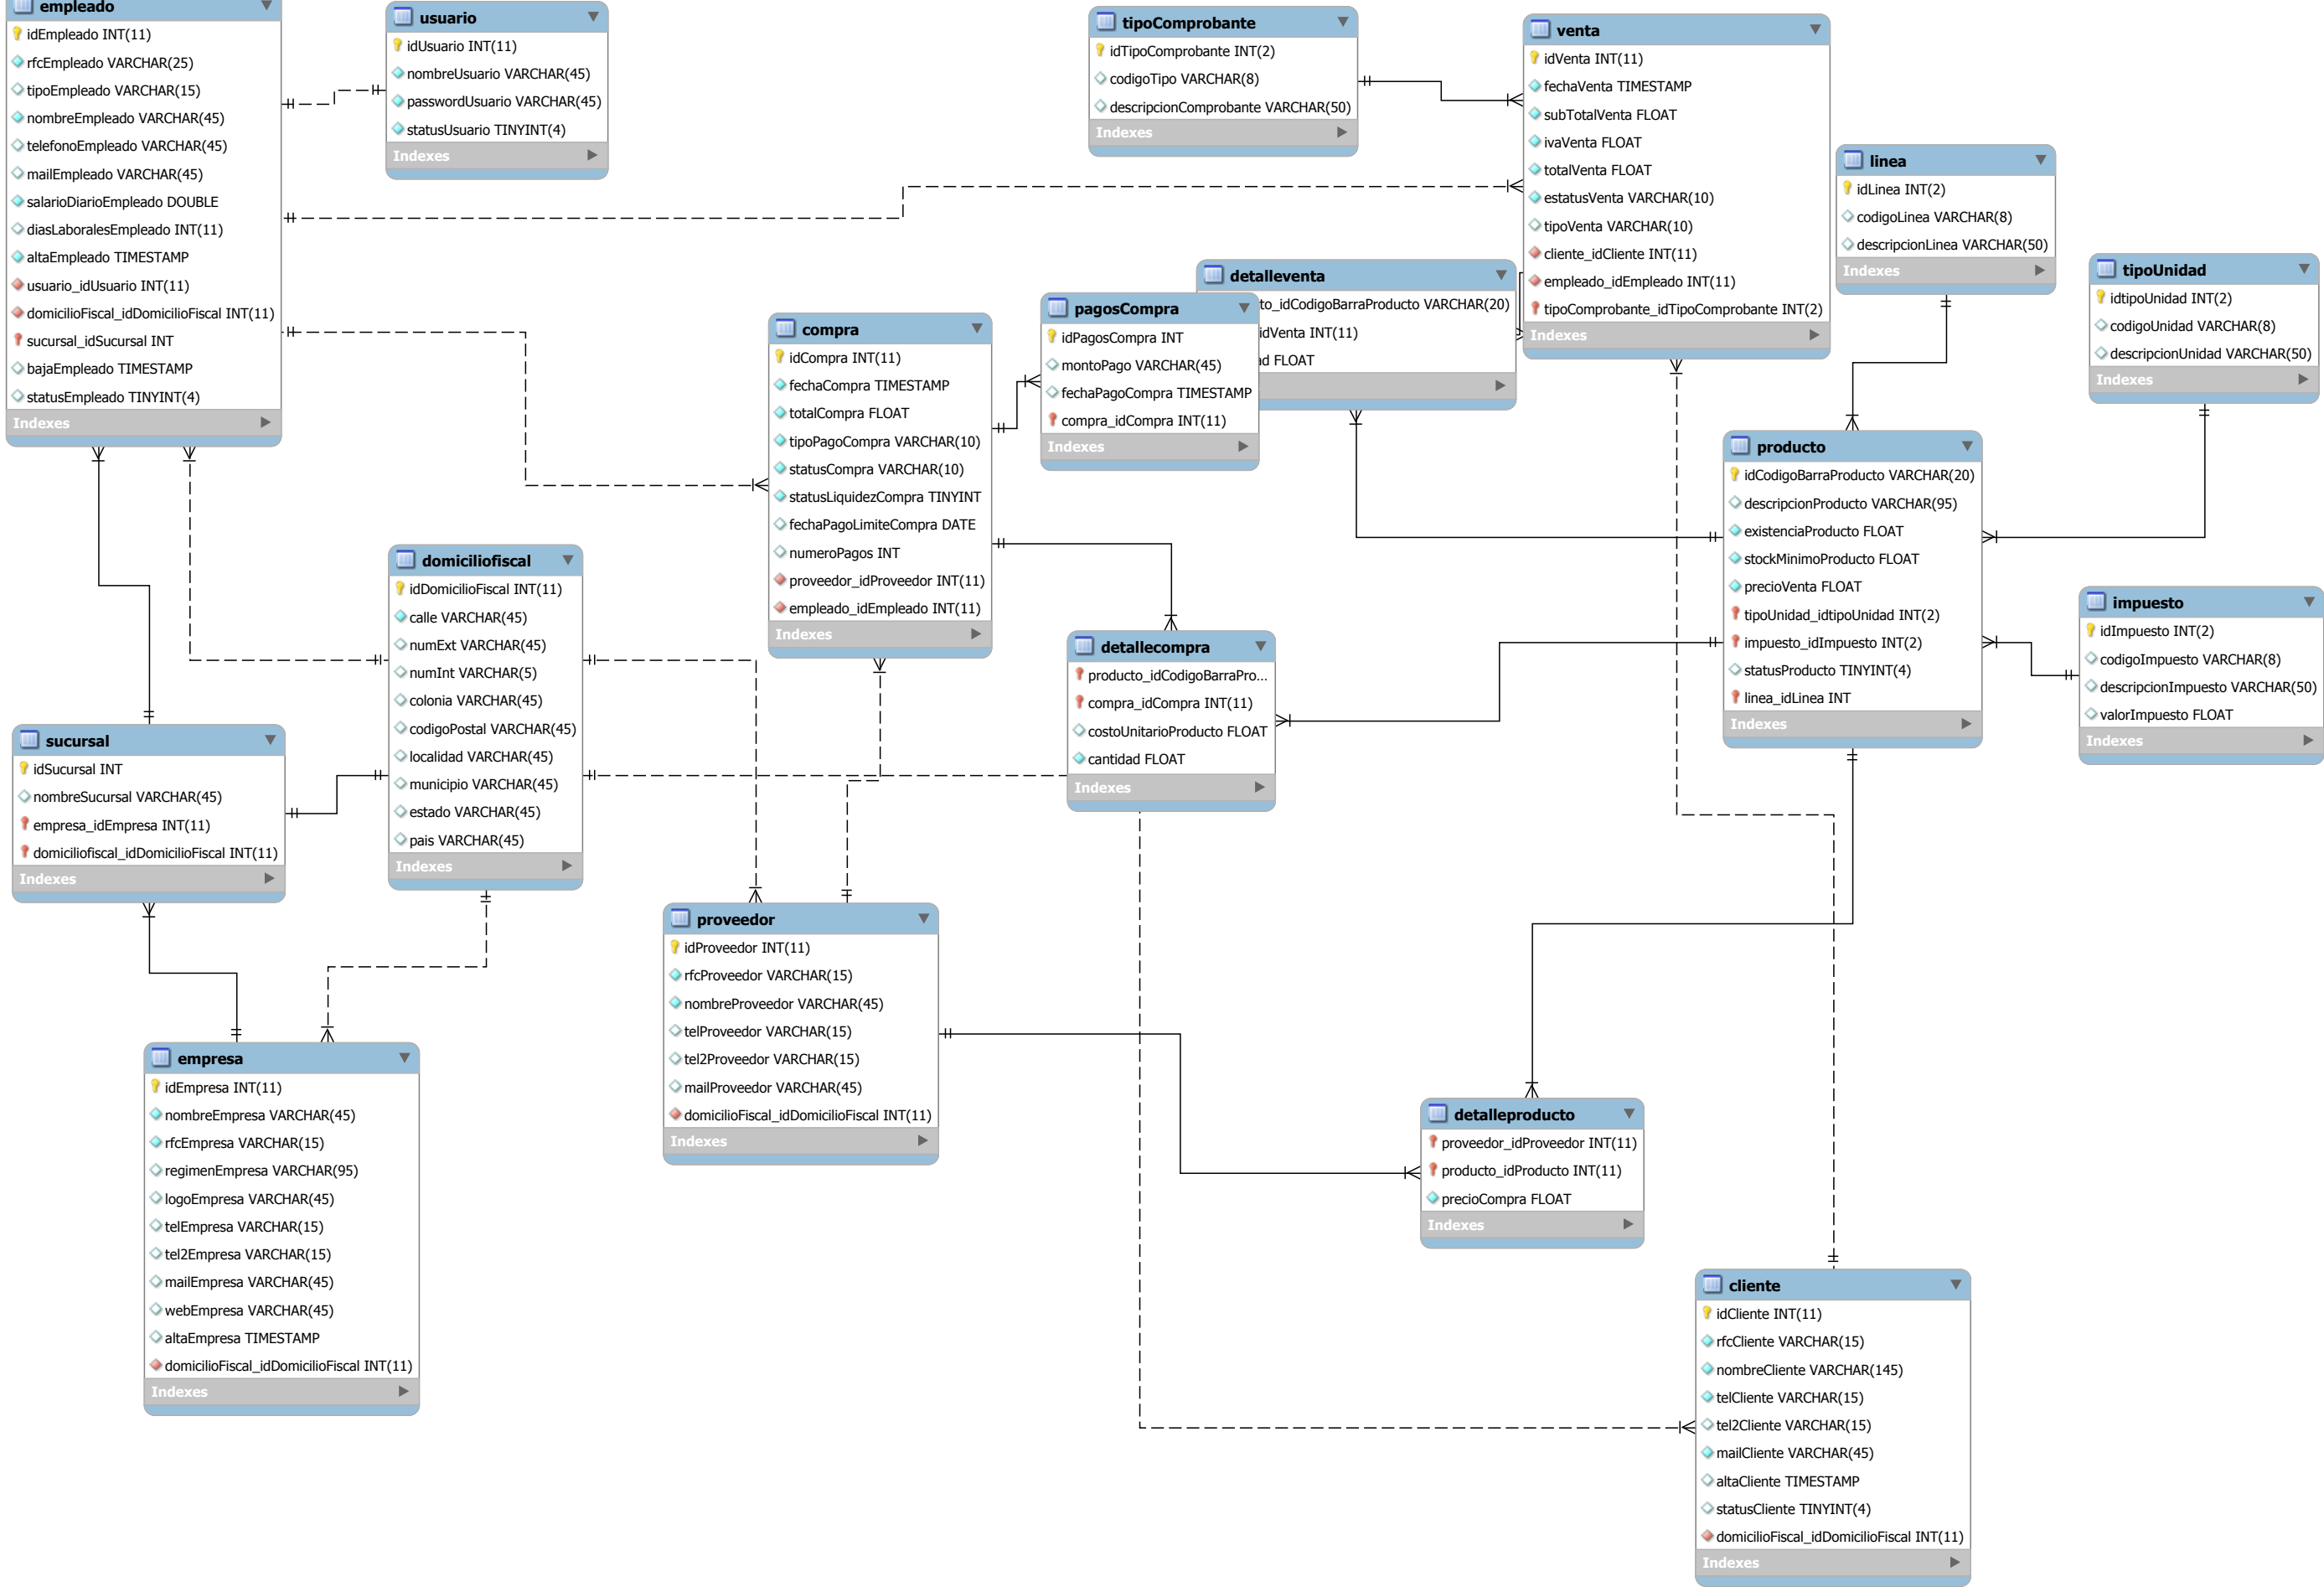 empleado
idEmpleado INT(11)
rfcEmpleado VARCHAR(25)
tipoEmpleado VARCHAR(15)
nombreEmpleado VARCHAR(45)
telefonoEmpleado VARCHAR(45)
mailEmpleado VARCHAR(45)
salarioDiarioEmpleado DOUBLE
diasLaboralesEmpleado INT(11)
altaEmpleado TIMESTAMP
usuario_idUsuario INT(11)
domicilioFiscal_idDomicilioFiscal INT(11)
sucursal_idSucursal INT
bajaEmpleado TIMESTAMP
statusEmpleado TINYINT(4)
Indexes
usuario
idUsuario INT(11)
nombreUsuario VARCHAR(45)
passwordUsuario VARCHAR(45)
statusUsuario TINYINT(4)
Indexes
tipoComprobante
idTipoComprobante INT(2)
codigoTipo VARCHAR(8)
descripcionComprobante VARCHAR(50)
Indexes
venta
idVenta INT(11)
fechaVenta TIMESTAMP
subTotalVenta FLOAT
ivaVenta FLOAT
totalVenta FLOAT
estatusVenta VARCHAR(10)
tipoVenta VARCHAR(10)
cliente_idCliente INT(11)
empleado_idEmpleado INT(11)
tipoComprobante_idTipoComprobante INT(2)
Indexes
linea
idLinea INT(2)
codigoLinea VARCHAR(8)
descripcionLinea VARCHAR(50)
Indexes
tipoUnidad
idtipoUnidad INT(2)
codigoUnidad VARCHAR(8)
descripcionUnidad VARCHAR(50)
Indexes
detalleventa
to_idCodigoBarraProducto VARCHAR(20)
idVenta INT(11)
ad FLOAT
pagosCompra
idPagosCompra INT
montoPago VARCHAR(45)
fechaPagoCompra TIMESTAMP
compra_idCompra INT(11)
Indexes
compra
idCompra INT(11)
fechaCompra TIMESTAMP
totalCompra FLOAT
tipoPagoCompra VARCHAR(10)
statusCompra VARCHAR(10)
statusLiquidezCompra TINYINT
fechaPagoLimiteCompra DATE
numeroPagos INT
proveedor_idProveedor INT(11)
empleado_idEmpleado INT(11)
Indexes
producto
idCodigoBarraProducto VARCHAR(20)
descripcionProducto VARCHAR(95)
existenciaProducto FLOAT
stockMinimoProducto FLOAT
precioVenta FLOAT
tipoUnidad_idtipoUnidad INT(2)
impuesto_idImpuesto INT(2)
statusProducto TINYINT(4)
linea_idLinea INT
Indexes
impuesto
idImpuesto INT(2)
codigoImpuesto VARCHAR(8)
descripcionImpuesto VARCHAR(50)
valorImpuesto FLOAT
Indexes
domiciliofiscal
idDomicilioFiscal INT(11)
calle VARCHAR(45)
numExt VARCHAR(45)
numInt VARCHAR(5)
colonia VARCHAR(45)
codigoPostal VARCHAR(45)
localidad VARCHAR(45)
municipio VARCHAR(45)
estado VARCHAR(45)
pais VARCHAR(45)
Indexes
detallecompra
producto_idCodigoBarraPro...
compra_idCompra INT(11)
costoUnitarioProducto FLOAT
cantidad FLOAT
Indexes
sucursal
idSucursal INT
nombreSucursal VARCHAR(45)
empresa_idEmpresa INT(11)
domiciliofiscal_idDomicilioFiscal INT(11)
Indexes
proveedor
idProveedor INT(11)
rfcProveedor VARCHAR(15)
nombreProveedor VARCHAR(45)
telProveedor VARCHAR(15)
tel2Proveedor VARCHAR(15)
mailProveedor VARCHAR(45)
domicilioFiscal_idDomicilioFiscal INT(11)
Indexes
empresa
idEmpresa INT(11)
nombreEmpresa VARCHAR(45)
rfcEmpresa VARCHAR(15)
regimenEmpresa VARCHAR(95)
logoEmpresa VARCHAR(45)
telEmpresa VARCHAR(15)
tel2Empresa VARCHAR(15)
mailEmpresa VARCHAR(45)
webEmpresa VARCHAR(45)
altaEmpresa TIMESTAMP
domicilioFiscal_idDomicilioFiscal INT(11)
Indexes
detalleproducto
proveedor_idProveedor INT(11)
producto_idProducto INT(11)
precioCompra FLOAT
Indexes
cliente
idCliente INT(11)
rfcCliente VARCHAR(15)
nombreCliente VARCHAR(145)
telCliente VARCHAR(15)
tel2Cliente VARCHAR(15)
mailCliente VARCHAR(45)
altaCliente TIMESTAMP
statusCliente TINYINT(4)
domicilioFiscal_idDomicilioFiscal INT(11)
Indexes